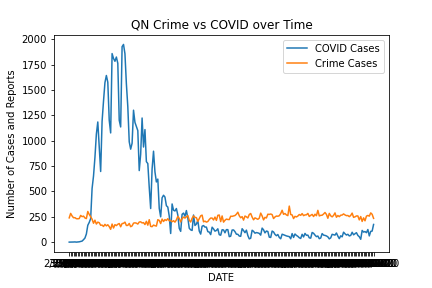 QN Crime vs COVID over Time
COVID Cases
Crime Cases
Number of Cases and Reports
2000
1750
1500
1250
1000
750
500
250
0
DATE